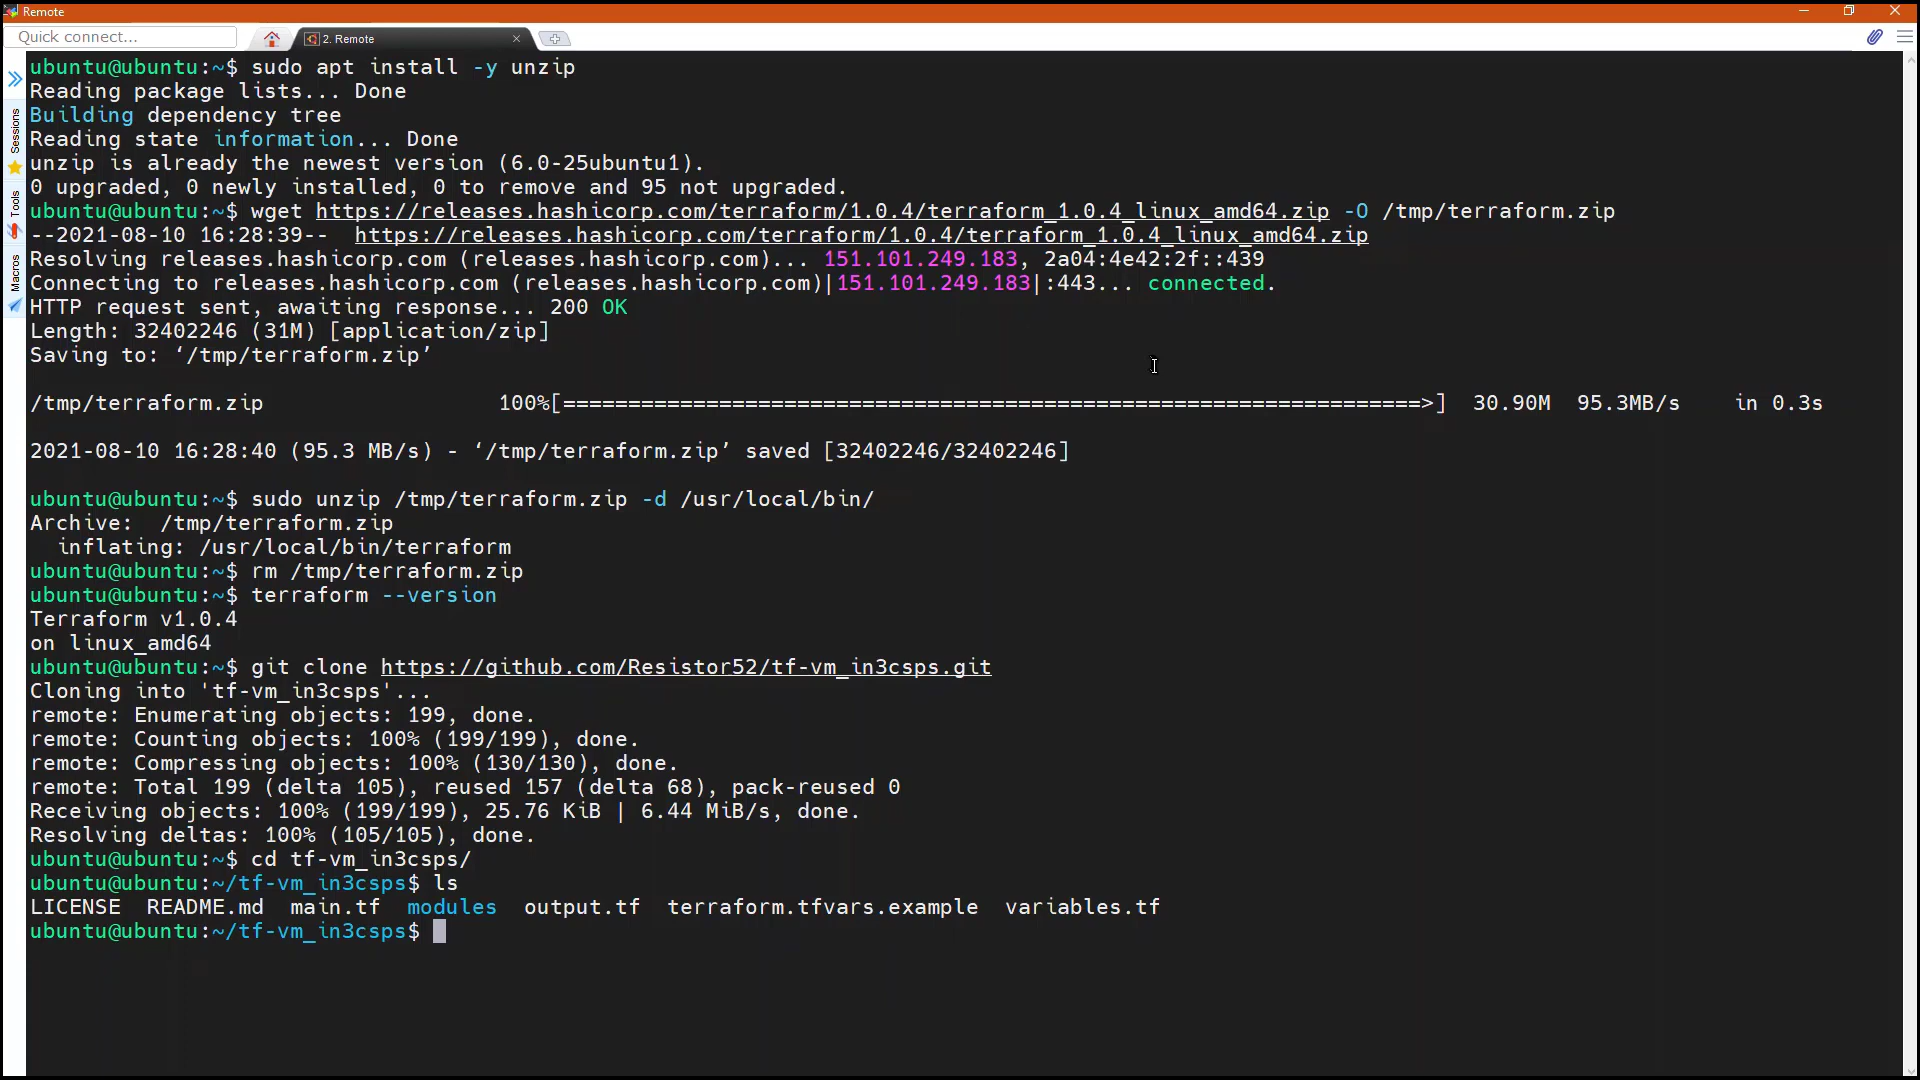 Remote
Quick connect...
2. Remote
Sessions
Tools
Macros
ubuntu@ubuntu:~$ sudo apt install -y unzip
Reading package lists... Done
Building dependency tree
Reading state information... Done
unzip is already the newest version (6.0-25ubuntu1).
0 upgraded, 0 newly installed, 0 to remove and 95 not upgraded.
ubuntu@ubuntu:~$ wget https://releases.hashicorp.com/terraform/1.0.4/terraform_1.0.4_linux_amd64.zip -O /tmp/terraform.zip
--2021-08-10 16:28:39--  https://releases.hashicorp.com/terraform/1.0.4/terraform_1.0.4_linux_amd64.zip
Resolving releases.hashicorp.com (releases.hashicorp.com)... 151.101.249.183, 2a04:4e42:2f::439
Connecting to releases.hashicorp.com (releases.hashicorp.com)|151.101.249.183|:443... connected.
HTTP request sent, awaiting response... 200 OK
Length: 32402246 (31M) [application/zip]
Saving to: ‘/tmp/terraform.zip’
/tmp/terraform.zip 100%[==================================================================>] 30.90M 95.3MB/s in 0.3s
2021-08-10 16:28:40 (95.3 MB/s) - ‘/tmp/terraform.zip’ saved [32402246/32402246]
ubuntu@ubuntu:~$ sudo unzip /tmp/terraform.zip -d /usr/local/bin/
Archive:  /tmp/terraform.zip
  inflating: /usr/local/bin/terraform
ubuntu@ubuntu:~$ rm /tmp/terraform.zip
ubuntu@ubuntu:~$ terraform --version
Terraform v1.0.4
on linux_amd64
ubuntu@ubuntu:~$ git clone https://github.com/Resistor52/tf-vm_in3csps.git
Cloning into 'tf-vm_in3csps'...
remote: Enumerating objects: 199, done.
remote: Counting objects: 100% (199/199), done.
remote: Compressing objects: 100% (130/130), done.
remote: Total 199 (delta 105), reused 157 (delta 68), pack-reused 0
Receiving objects: 100% (199/199), 25.76 KiB | 6.44 MiB/s, done.
Resolving deltas: 100% (105/105), done.
ubuntu@ubuntu:~$ cd tf-vm_in3csps/
ubuntu@ubuntu:~/tf-vm_in3csps$ ls
LICENSE  README.md  main.tf  modules  output.tf  terraform.tfvars.example  variables.tf
ubuntu@ubuntu:~/tf-vm_in3csps$